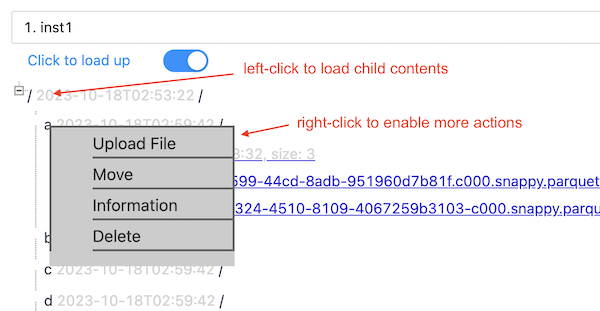 1. inst1
Click to load up
left-click to load child contents
/ 2023-10-18T02:53:22 /
a 2023-10-18T02:59:42 /
right-click to enable more actions
Upload File
3:32, size: 3
Move
599-44cd-8adb-951960d7b81f.c000.snappy.parquet
Information
324-4510-8109-4067259b3103-c000.snappy.parqu
Delete
b
c 2023-10-18T02:59:42 /
d 2023-10-18T02:59:42 /